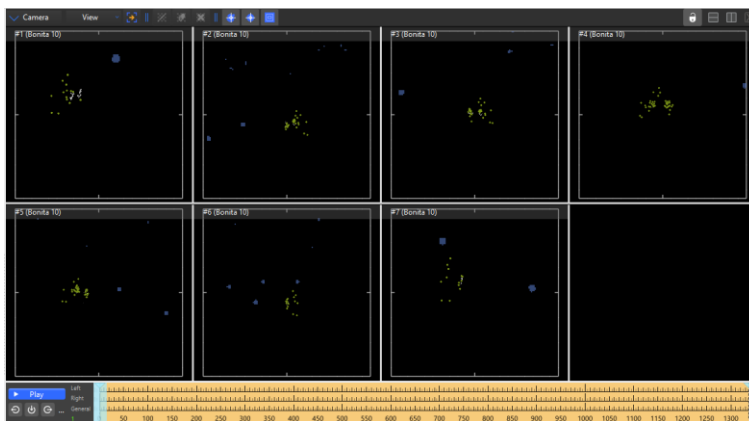 Camera View
#1 (Bonita 10)
#2 (Bonita 10)
#3 (Bonita 10)
#4 (Bonita 10)
#5 (Bonita 10)
#6 (Bonita 10)
#7 (Bonita 10)
Play
Left
Right
... General
1 50 100 150 200 250 300 350 400 450 500 550 600 650 700 750 800 850 900 950 1000 1050 1100 1150 1200 1250 1300